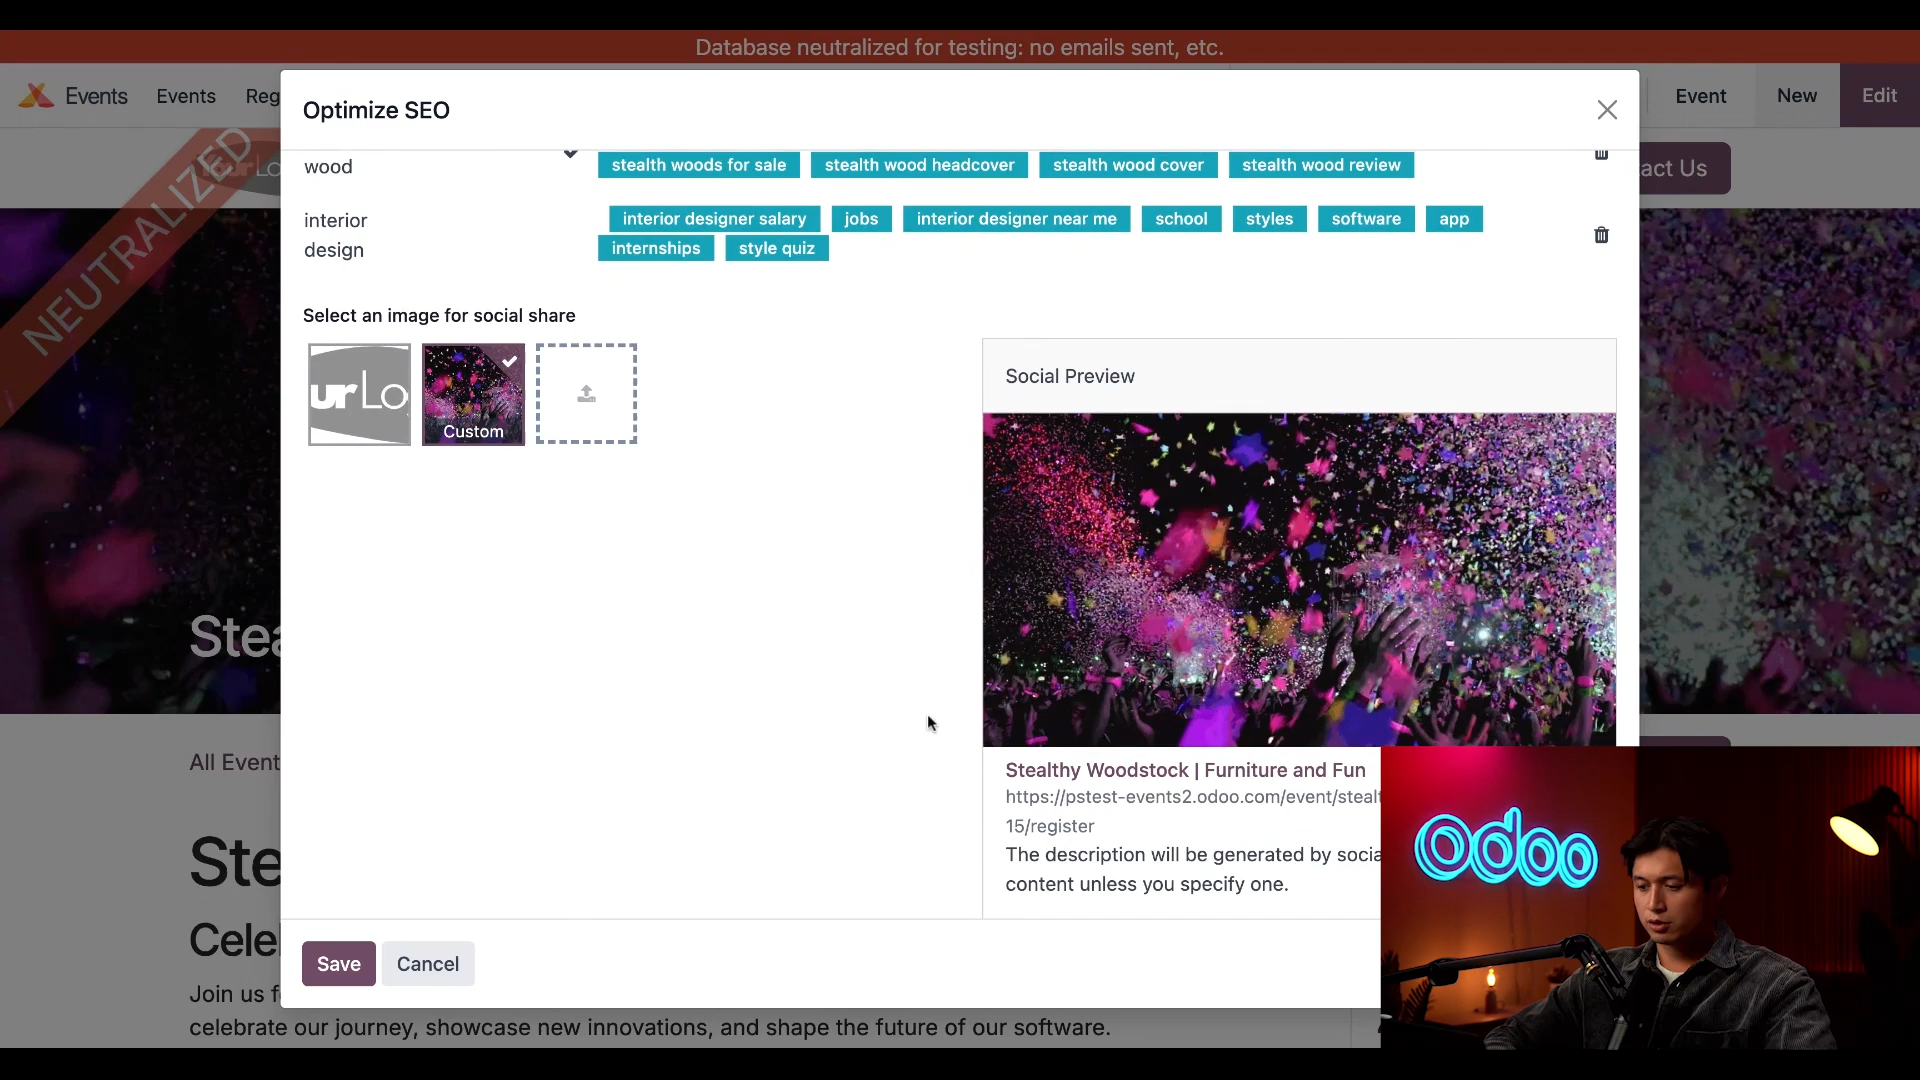 Database neutralized for testing: no emails sent, etc.
Events Events Reg Event New Edit
Optimize SEO
NEUTRALIZED
act Us
wood stealth woods for sale stealth wood headcover stealth wood cover stealth wood review
interior design interior designer salary jobs interior designer near me school styles software app
internships style quiz
Select an image for social share
urLo
Custom
Social Preview
Stea
Stealthy Woodstock | Furniture and Fun
https://pstest-events2.odoo.com/event/stealt
15/register
The description will be generated by socia
content unless you specify one.
All Event
Ste
Cele
Save Cancel
Join us f
celebrate our journey, showcase new innovations, and shape the future of our software.
odoo